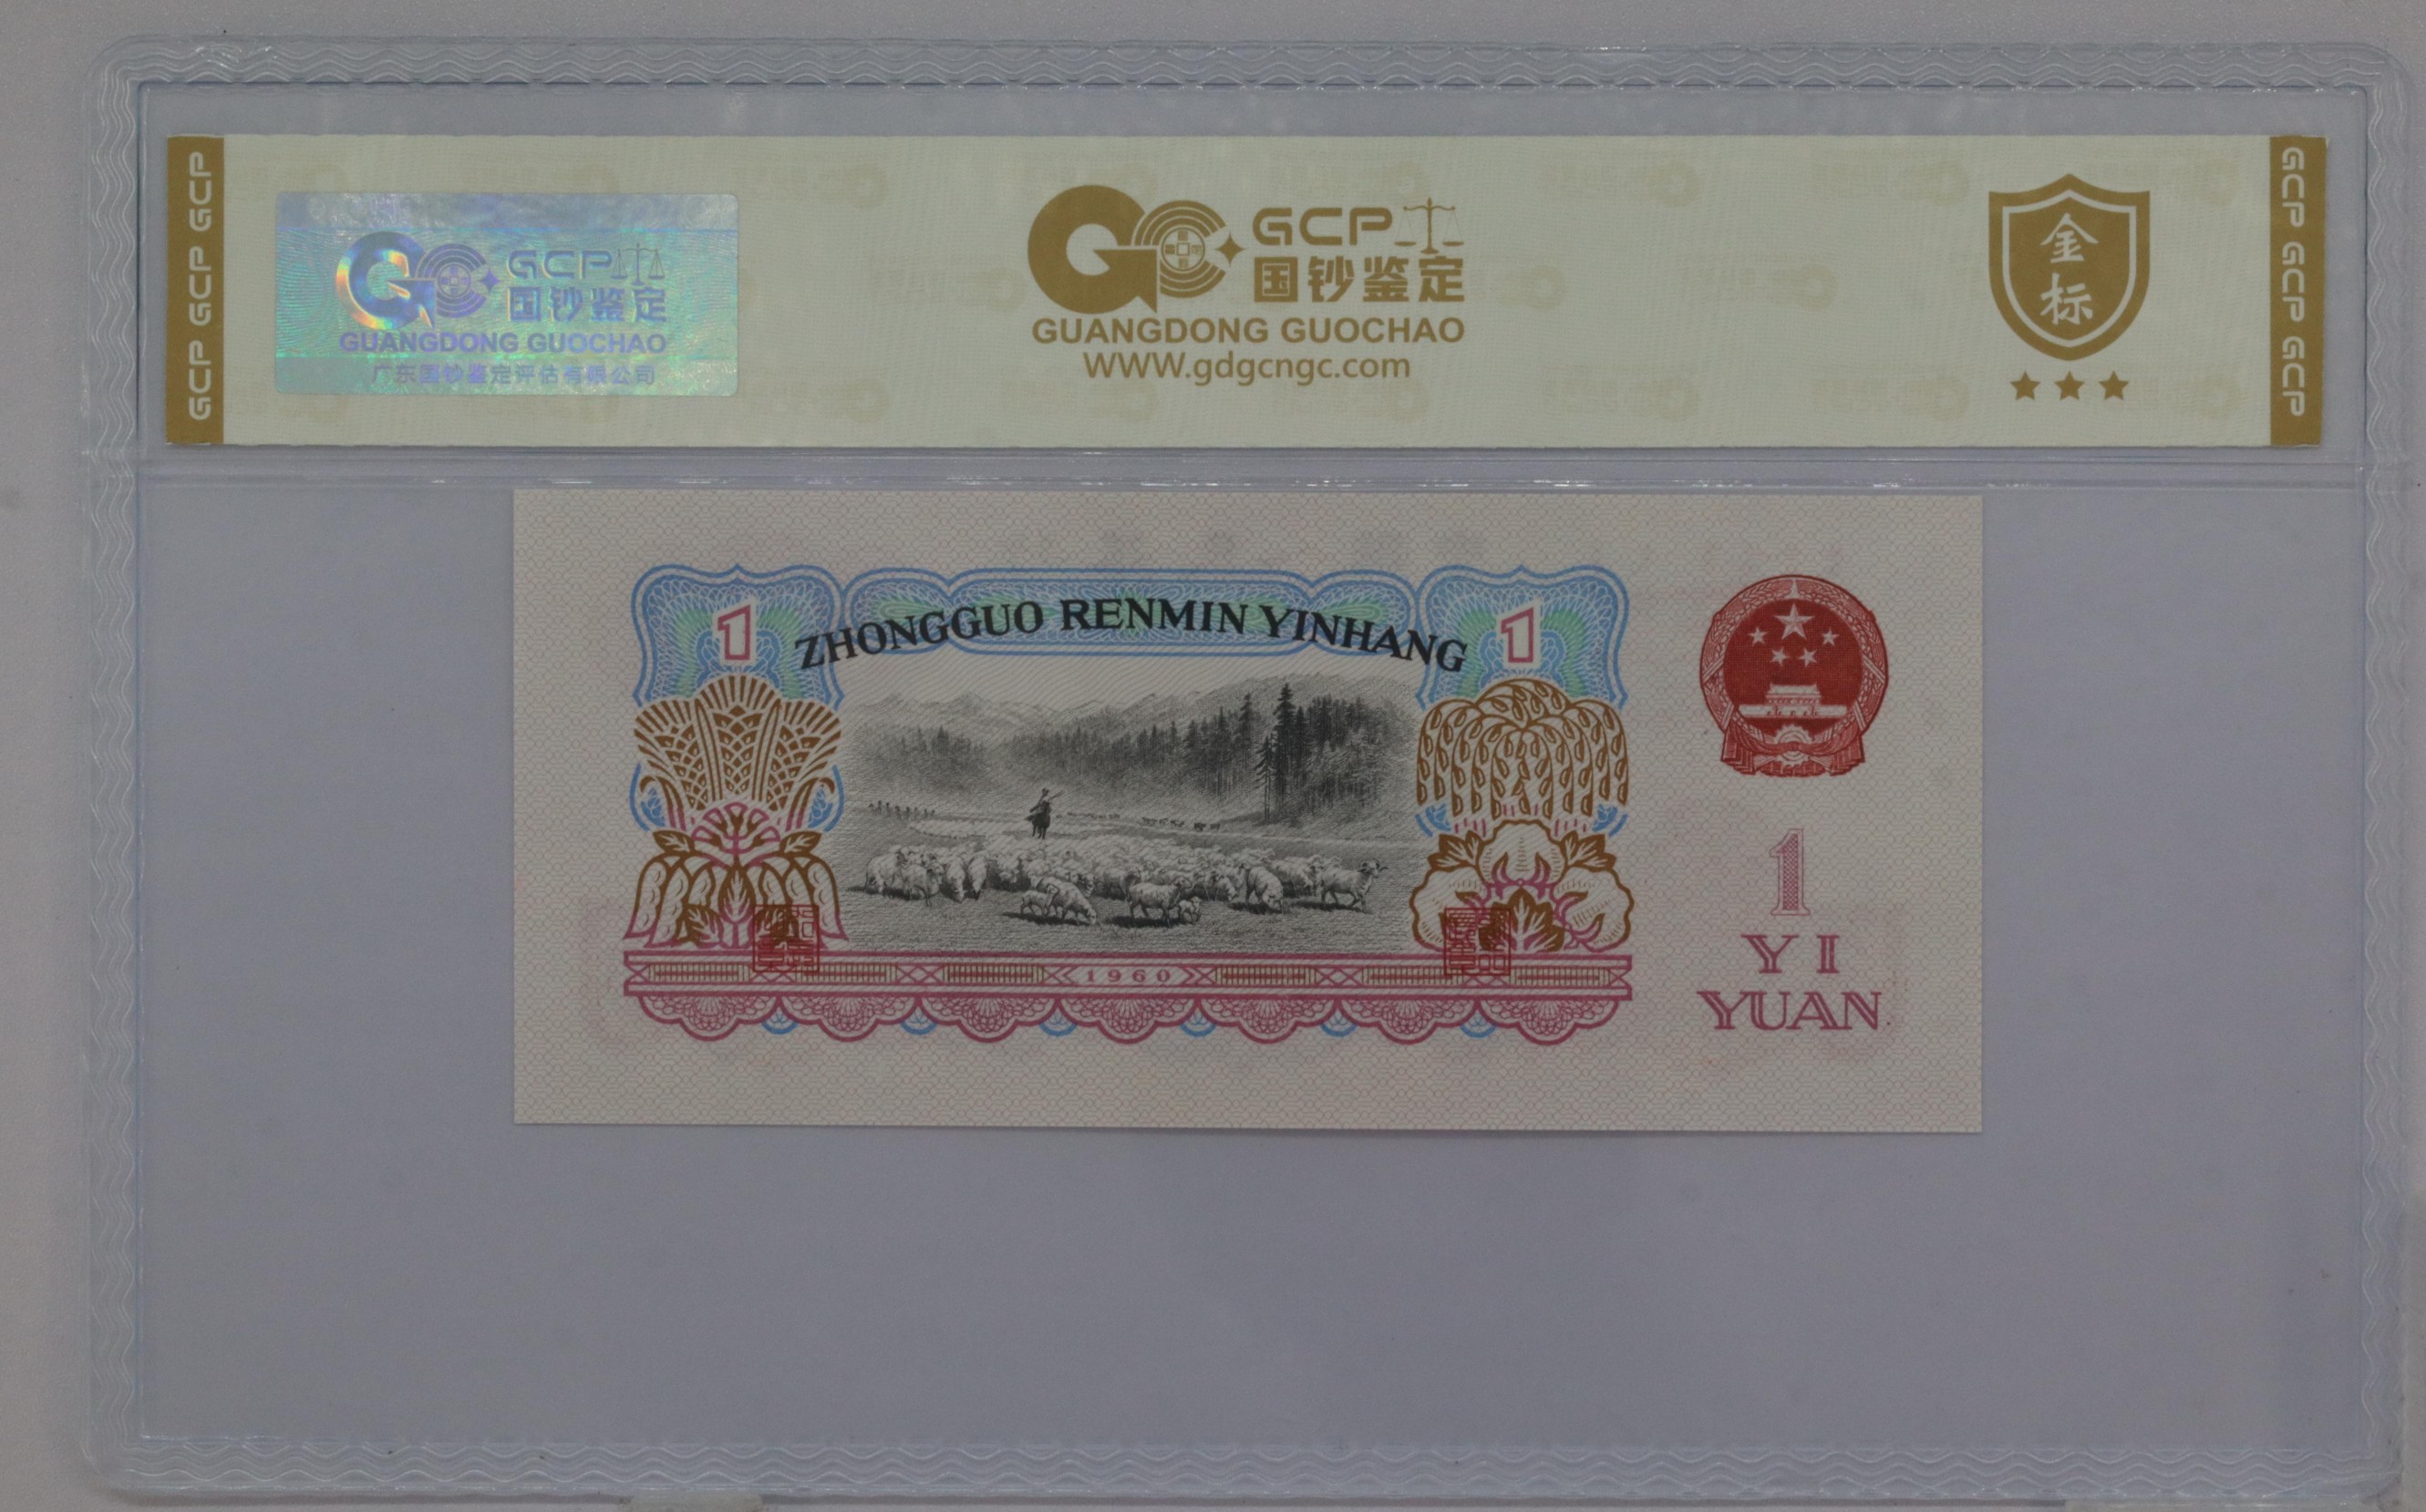 GCP GCP GCP
GCP
国钞鉴定
GUANGDONG GUOCHAO
广东国钞鉴定评估有限公司
GCP
国钞鉴定
GUANGDONG GUOCHAO
WWW.gdgcngc.com
金
标
GCP GCP GCP
1
ZHONGGUO RENMIN YINHANG
1
1960
1
YI
YUAN